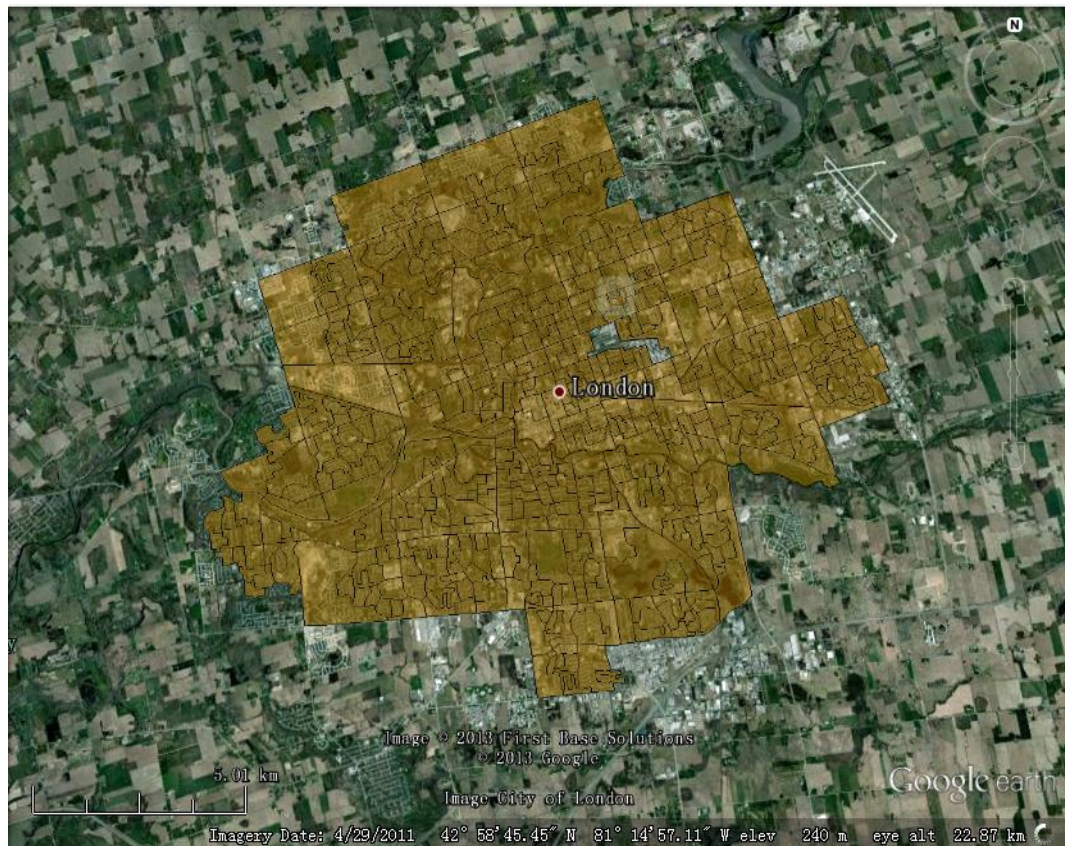 N
London
Image © 2013 First Base Solutions
© 2013 Google
5.01 km
Google earth
Image City of London
Imagery Date: 4/29/2011 42° 58'45.45" N 81° 14'57.11" W elev 240 m eye alt 22.87 km